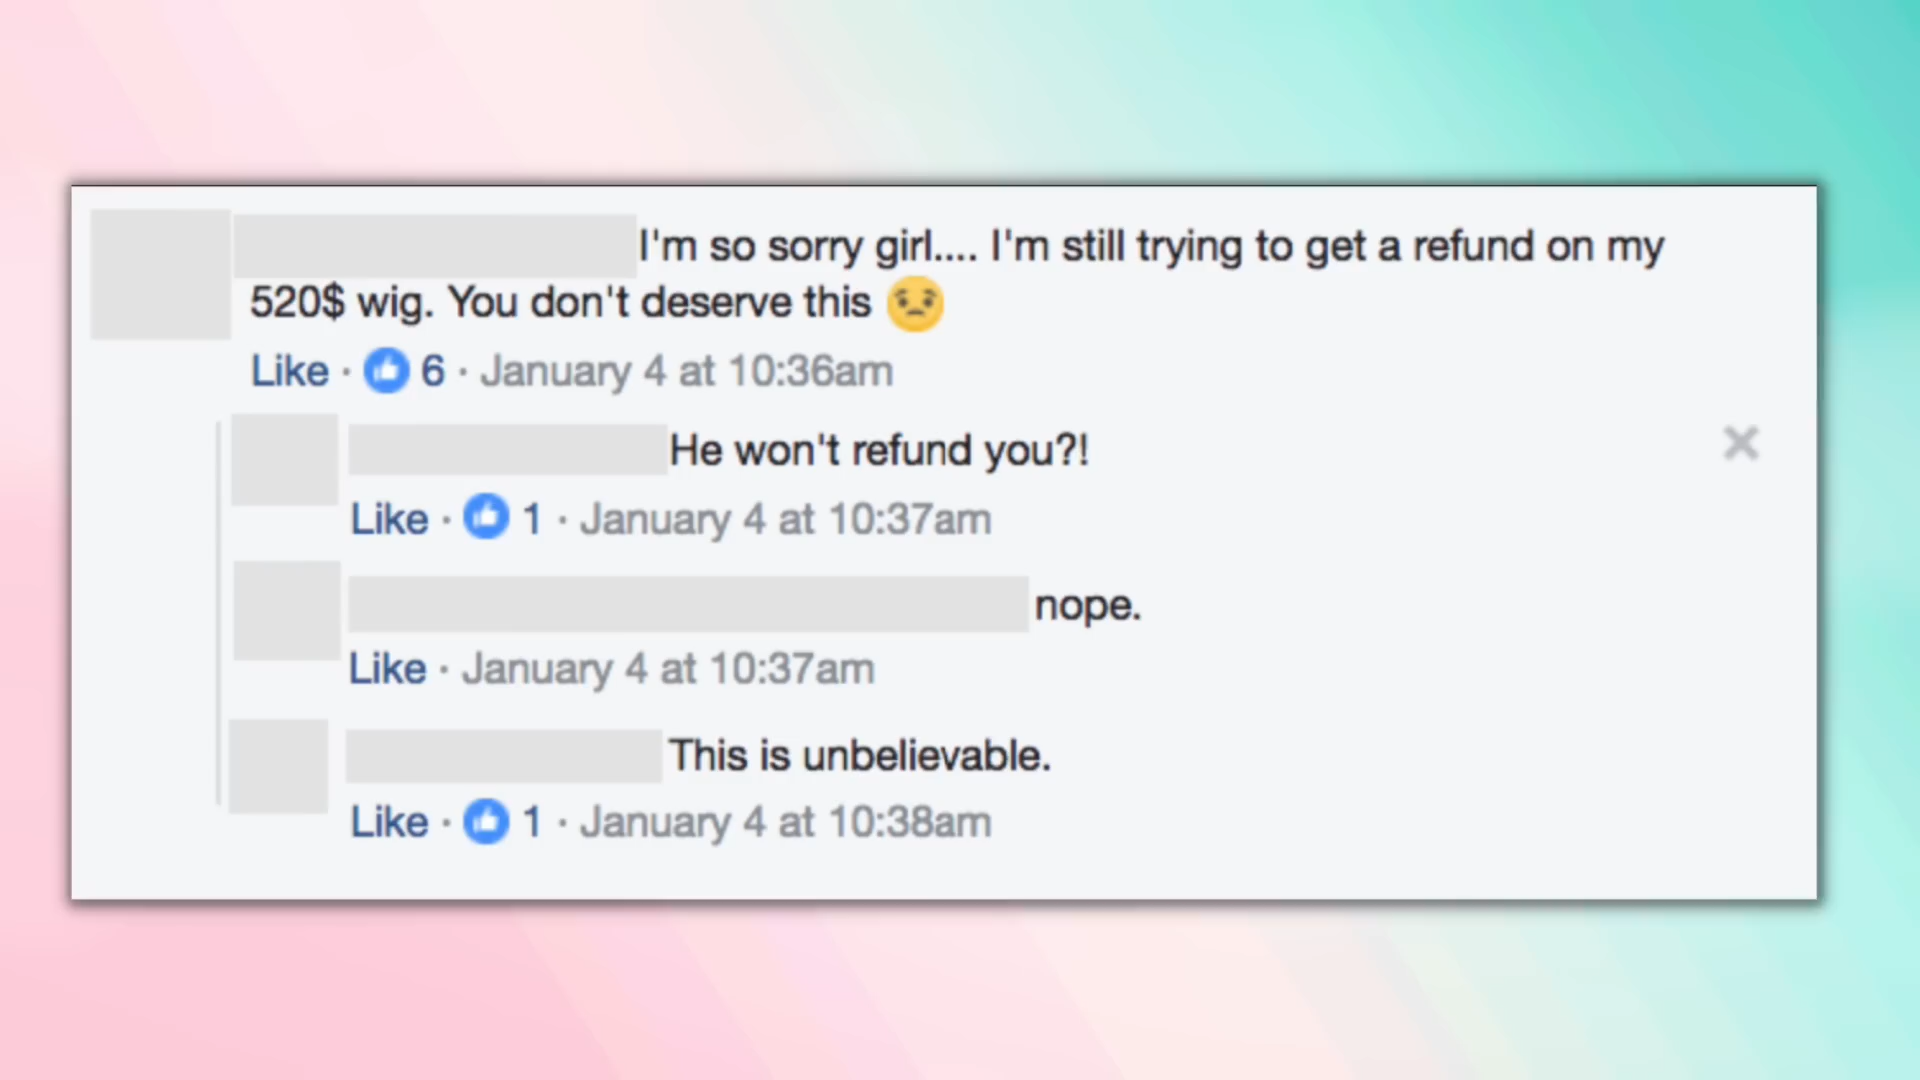 I'm so sorry girl.... I'm still trying to get a refund on my
520$ wig. You don't deserve this 😟
Like · 6 · January 4 at 10:36am
He won't refund you?!
Like · 1 · January 4 at 10:37am
nope.
Like · January 4 at 10:37am
This is unbelievable.
Like · 1 · January 4 at 10:38am